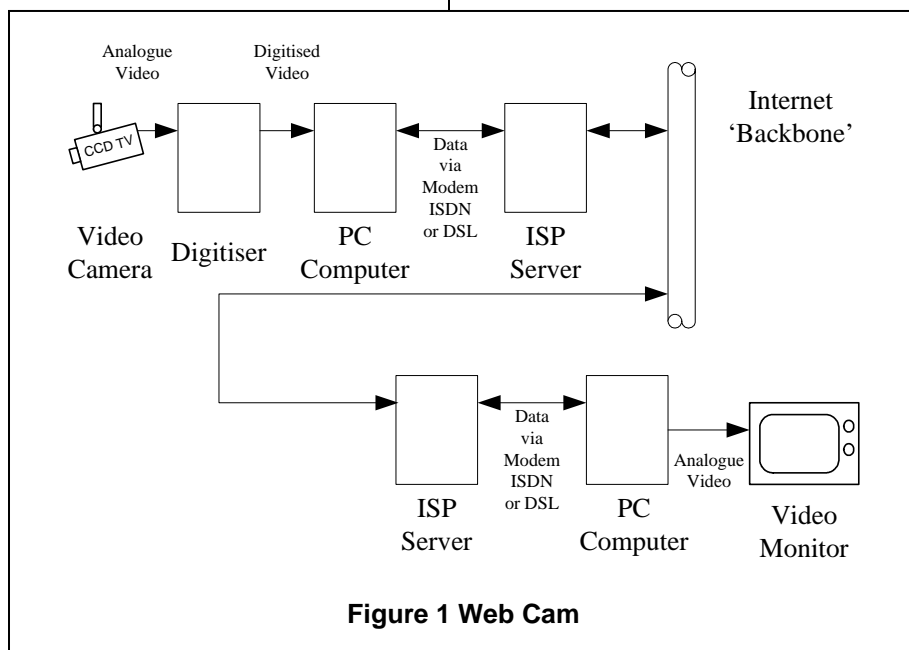 Analogue
Video
Digitised
Video
CCD TV
Video
Camera
Digitiser
PC
Computer
Data
via
Modem
ISDN
or DSL
ISP
Server
Internet
'Backbone'
ISP
Server
Data
via
Modem
ISDN
or DSL
PC
Computer
Analogue
Video
Video
Monitor
Figure 1 Web Cam